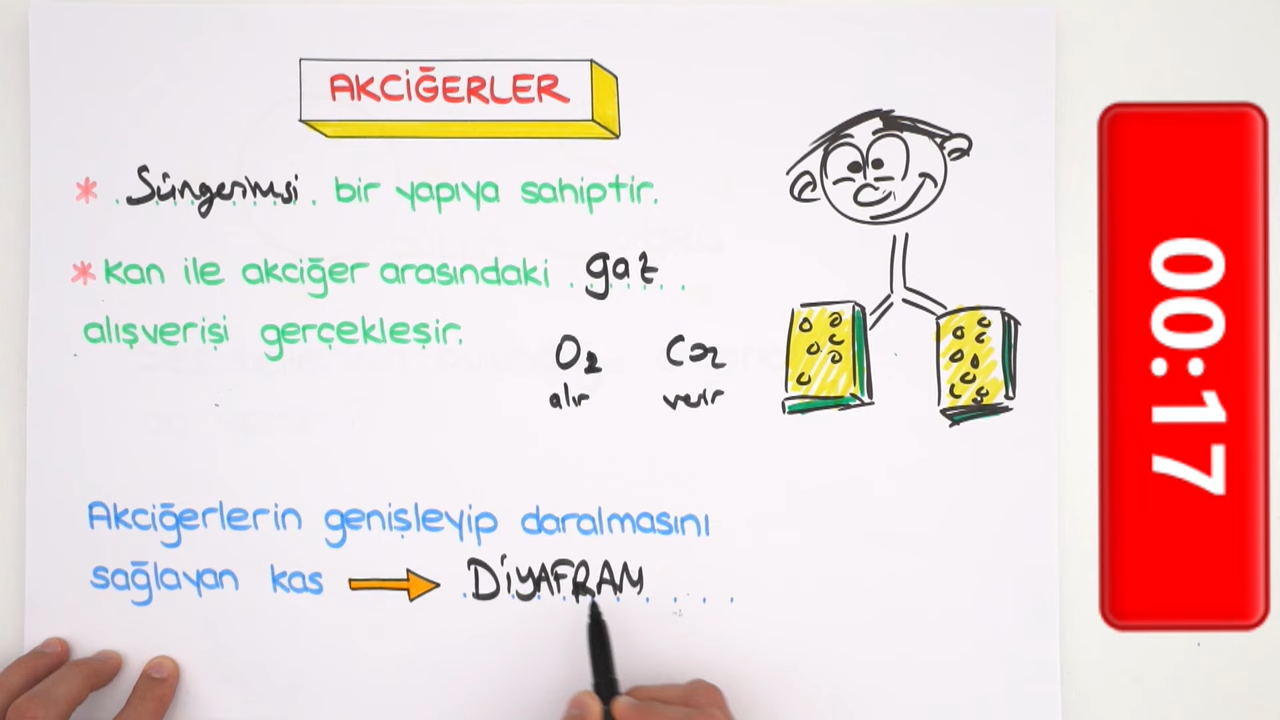 AKCİĞERLER
* Süngerimsi bir yapıya sahiptir.
* Kan ile akciğer arasındaki gaz
alışverişi gerçekleşir.
O₂ CO₂
alır verir
Akciğerlerin genişleyip daralmasını
sağlayan kas → DİYAFRAM
00:17